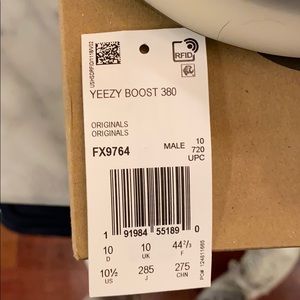 RFID
YEEZY BOOST 380
ORIGINALS
ORIGINALS
FX9764
MALE
10
720
UPC
1 91984 55189 0
10 10 44²/₃
D UK F
10½ 285 275
US J CHN